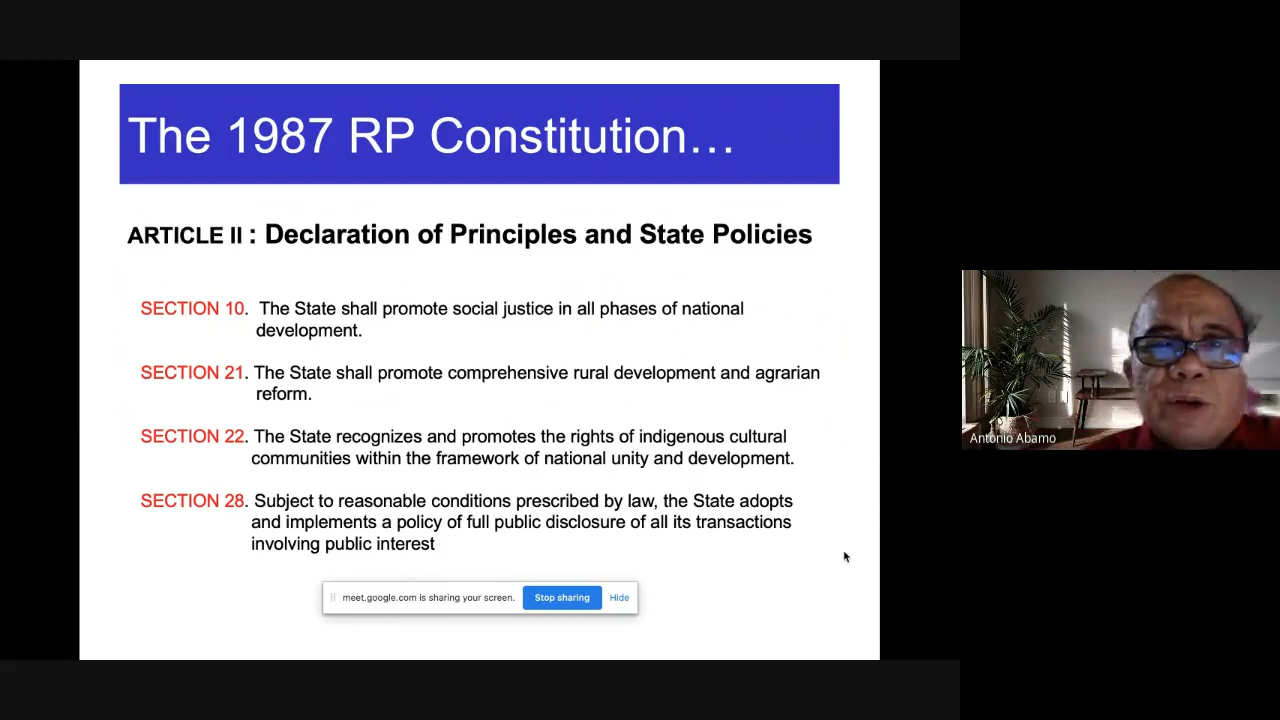 The 1987 RP Constitution…
ARTICLE II : Declaration of Principles and State Policies
SECTION 10. The State shall promote social justice in all phases of national
development.
SECTION 21. The State shall promote comprehensive rural development and agrarian
reform.
SECTION 22. The State recognizes and promotes the rights of indigenous cultural
communities within the framework of national unity and development.
SECTION 28. Subject to reasonable conditions prescribed by law, the State adopts
and implements a policy of full public disclosure of all its transactions
involving public interest
meet.google.com is sharing your screen. Stop sharing Hide
Antonio Abamo